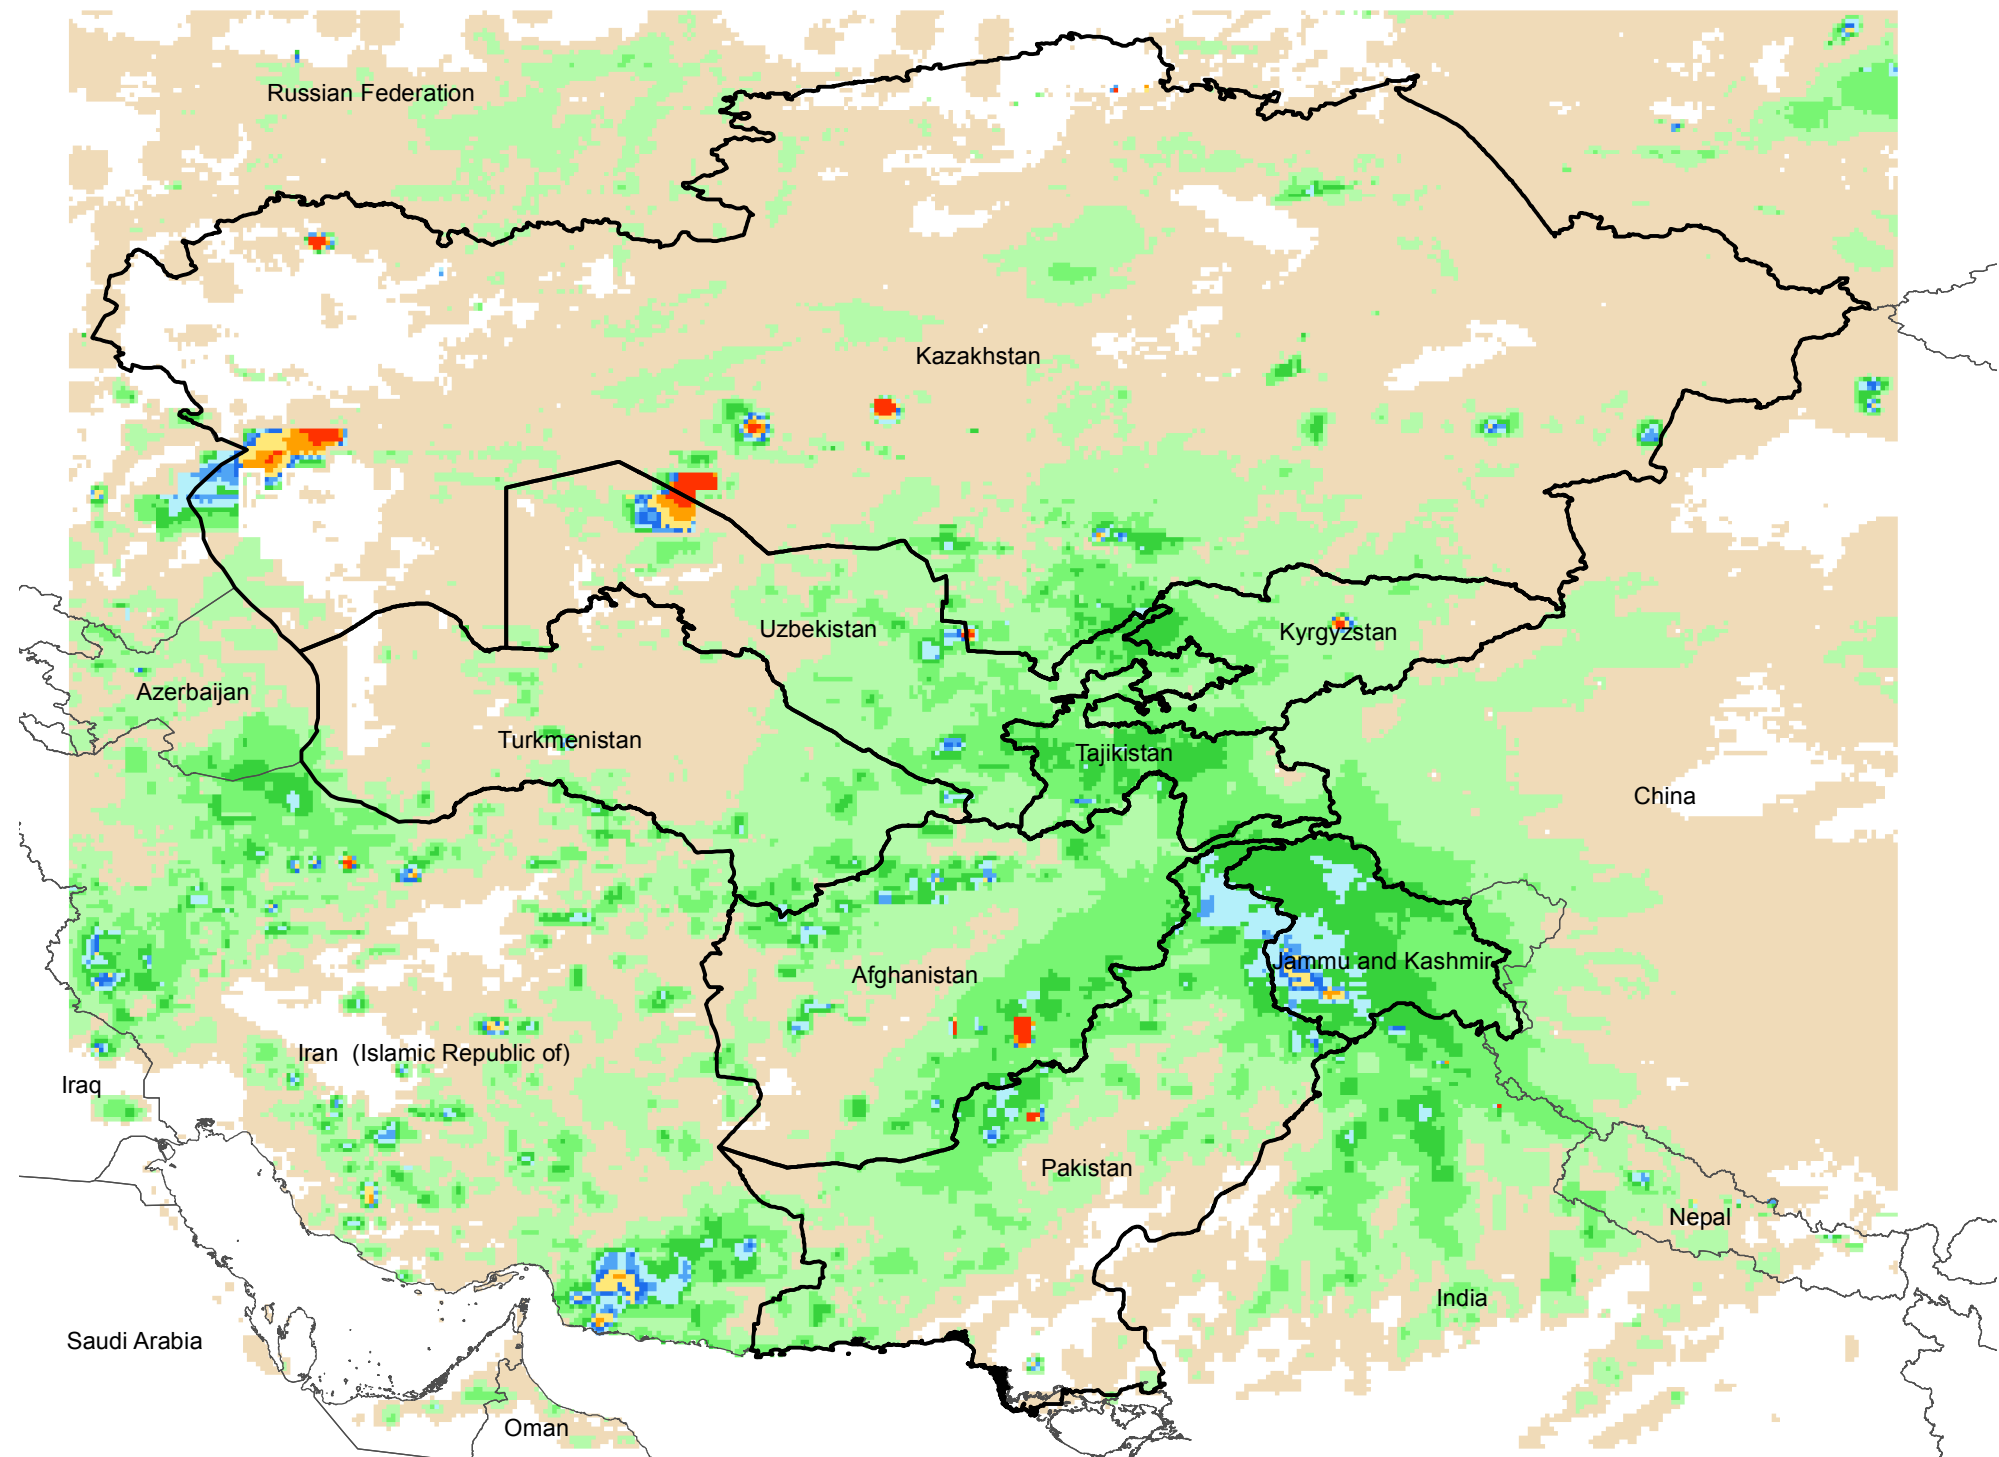 Russian Federation
Kazakhstan
Uzbekistan
Kyrgyzstan
Azerbaijan
Turkmenistan
Tajikistan
China
Jammu and Kashmir
Afghanistan
Iran  (Islamic Republic of)
Iraq
Pakistan
Nepal
India
Saudi Arabia
Oman